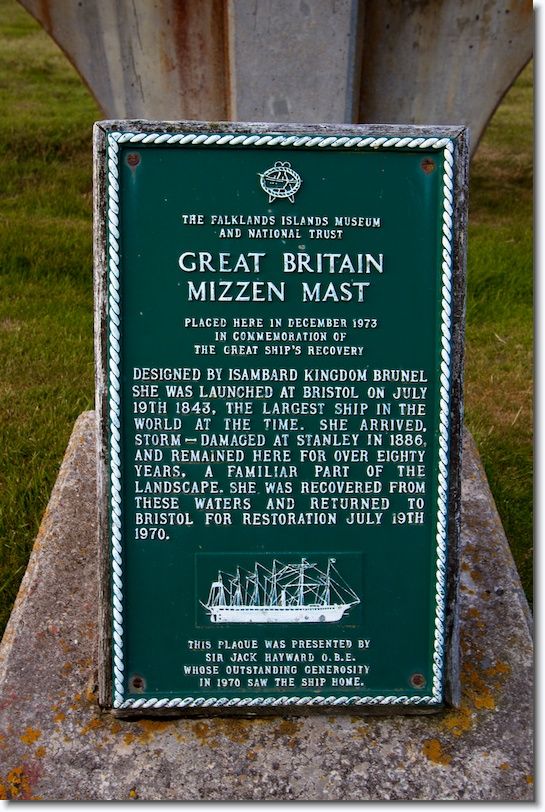 THE FALKLANDS ISLANDS MUSEUM
AND NATIONAL TRUST
GREAT BRITAIN
MIZZEN MAST
PLACED HERE IN DECEMBER 1973
IN COMMEMORATION OF
THE GREAT SHIP'S RECOVERY
DESIGNED BY ISAMBARD KINGDOM BRUNEL
SHE WAS LAUNCHED AT BRISTOL ON JULY
19TH 1843, THE LARGEST SHIP IN THE
WORLD AT THE TIME. SHE ARRIVED,
STORM-DAMAGED AT STANLEY IN 1886,
AND REMAINED HERE FOR OVER EIGHTY
YEARS, A FAMILIAR PART OF THE
LANDSCAPE. SHE WAS RECOVERED FROM
THESE WATERS AND RETURNED TO
BRISTOL FOR RESTORATION JULY 19TH
1970.
THIS PLAQUE WAS PRESENTED BY
SIR JACK HAYWARD O.B.E.
WHOSE OUTSTANDING GENEROSITY
IN 1970 SAW THE SHIP HOME.